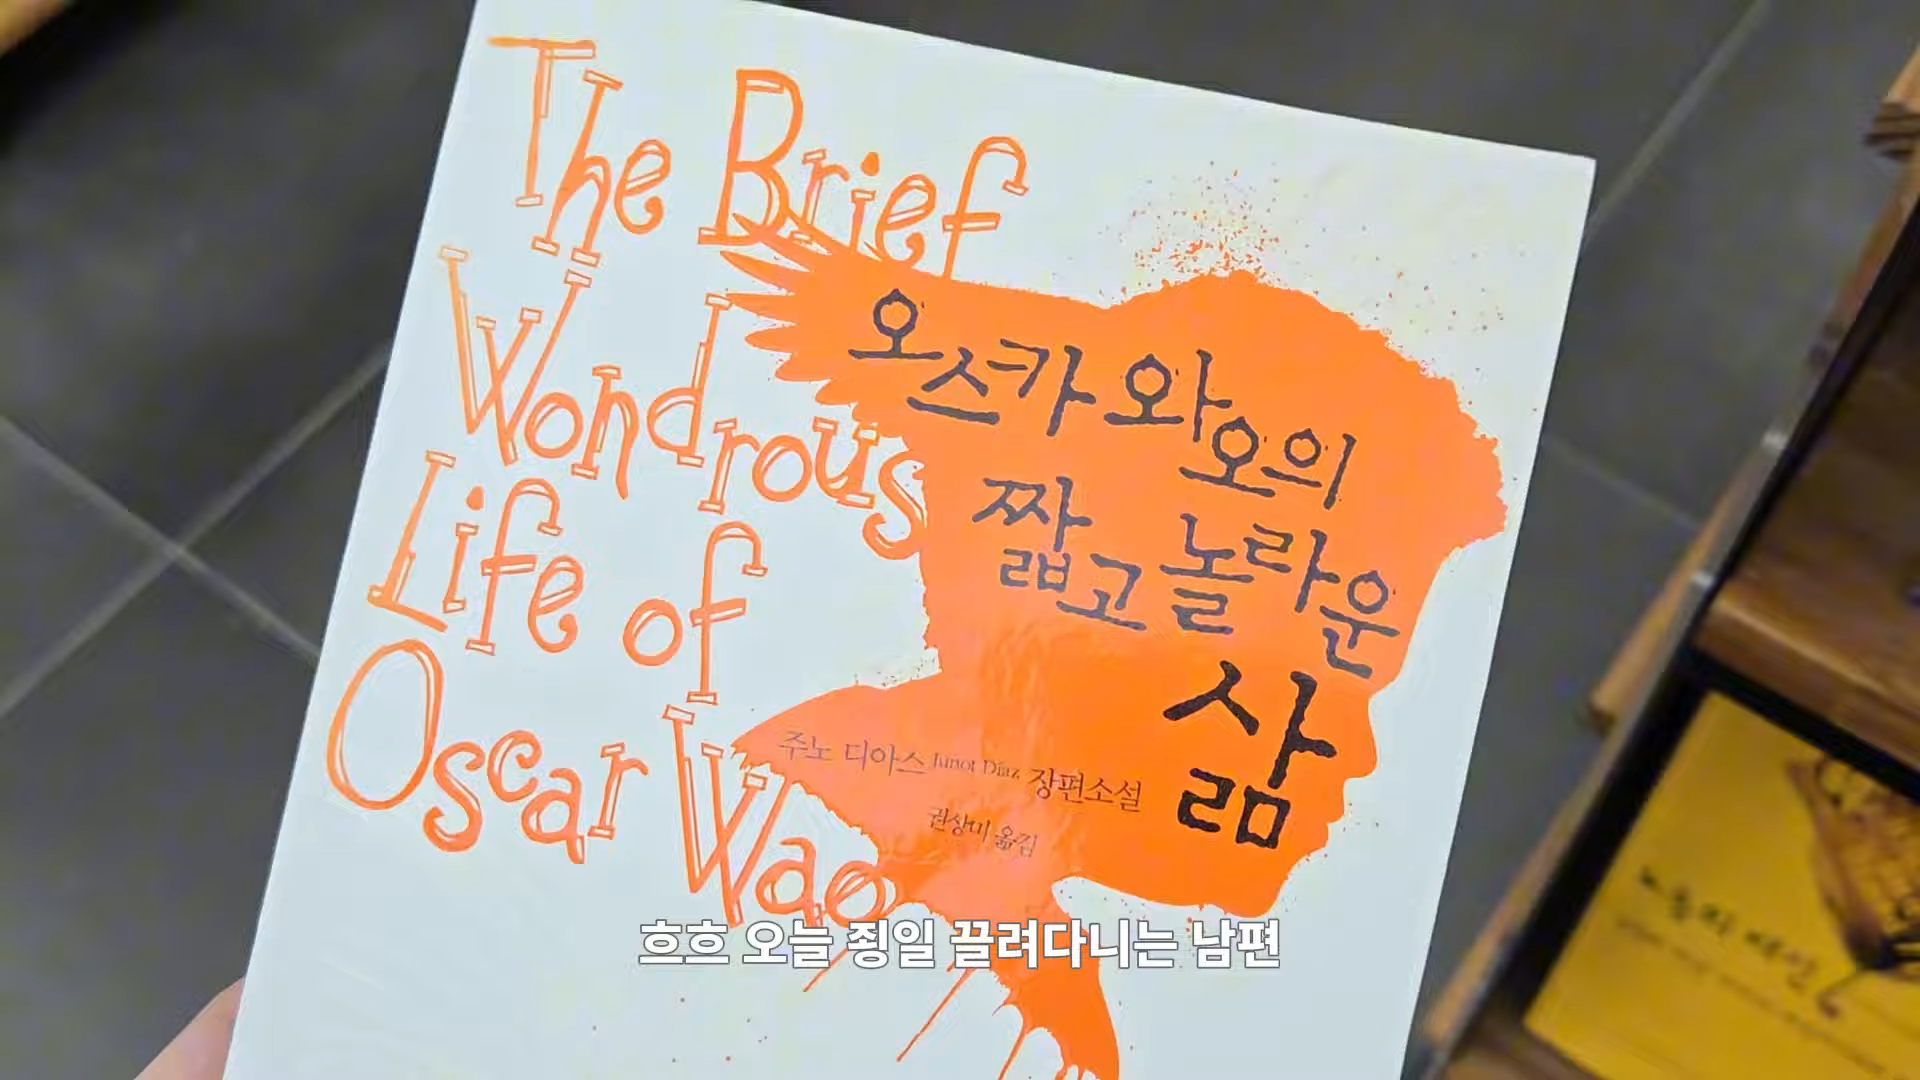 The Brief
Wondrous
Life of
Oscar Wao
오스카 와오의
짧고 놀라운
삶
주노 디아스 Junot Díaz 장편소설
권상미 옮김
흐흐 오늘 죙일 끌려다니는 남편